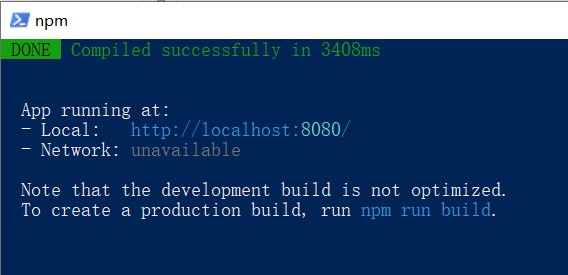 npm
DONE Compiled successfully in 3408ms
App running at:
- Local: http://localhost:8080/
- Network: unavailable
Note that the development build is not optimized.
To create a production build, run npm run build.